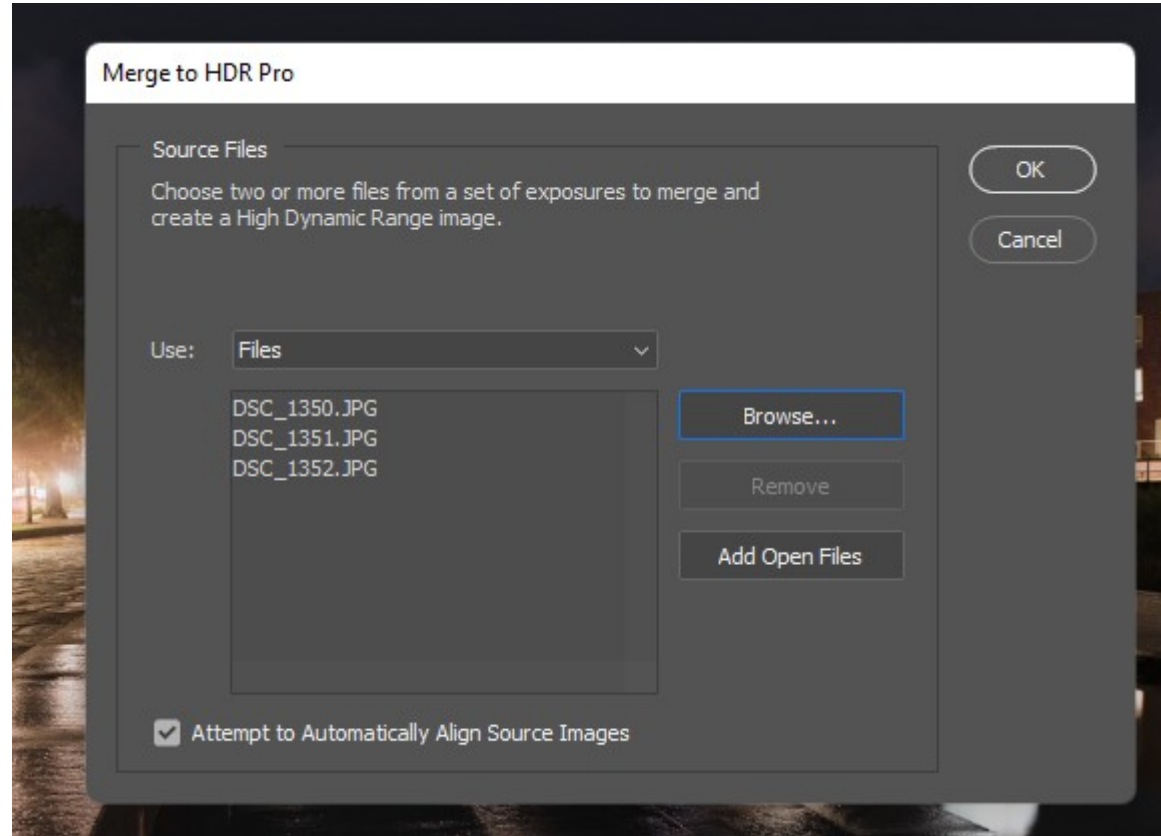 Merge to HDR Pro
Source Files
Choose two or more files from a set of exposures to merge and
create a High Dynamic Range image.
OK
Cancel
Use:
Files
DSC_1350.JPG
DSC_1351.JPG
DSC_1352.JPG
Browse...
Remove
Add Open Files
Attempt to Automatically Align Source Images